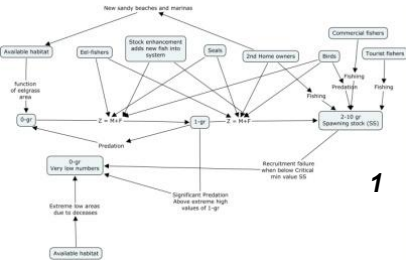 New sandy beaches and marinas
Commercial fishers
Available habitat
Eel-fishers
Stock enhancement
adds new fish into
system
Seals
2nd Home owners
Birds
Tourist fishers
function
of eelgrass
area
Fishing
Predation
Fishing
Fishing
0-gr
Z = M+F
1-gr
Z = M+F
2-10 gr
Spawning stock (SS)
Predation
0-gr
Very low numbers
Recruitment failure
when below Critical
min value SS
1
Significant Predation
Above extreme high
values of 1-gr
Extreme low areas
due to deceases
Available habitat